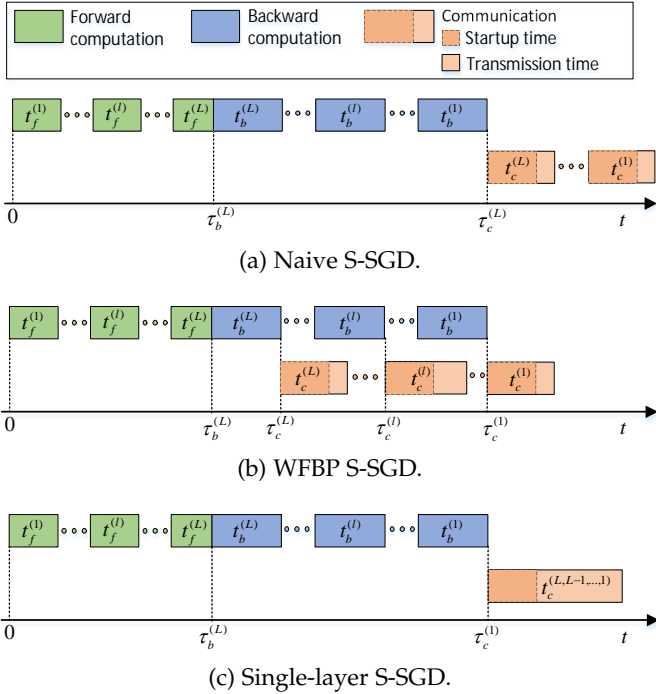 Forward computation
Backward computation
Communication
Startup time
Transmission time
t_f^{(1)} t_f^{(l)} t_f^{(L)} t_b^{(L)} t_b^{(l)} t_b^{(1)}
t_c^{(L)} t_c^{(1)}
0 τ_b^{(L)} τ_c^{(L)} t
(a) Naive S-SGD.
t_f^{(1)} t_f^{(l)} t_f^{(L)} t_b^{(L)} t_b^{(l)} t_b^{(1)}
t_c^{(L)} t_c^{(l)} t_c^{(1)}
0 τ_b^{(L)} τ_c^{(L)} τ_c^{(l)} τ_c^{(1)} t
(b) WFBP S-SGD.
t_f^{(1)} t_f^{(l)} t_f^{(L)} t_b^{(L)} t_b^{(l)} t_b^{(1)}
t_c^{(L,L-1,...,1)}
0 τ_b^{(L)} τ_c^{(1)} t
(c) Single-layer S-SGD.